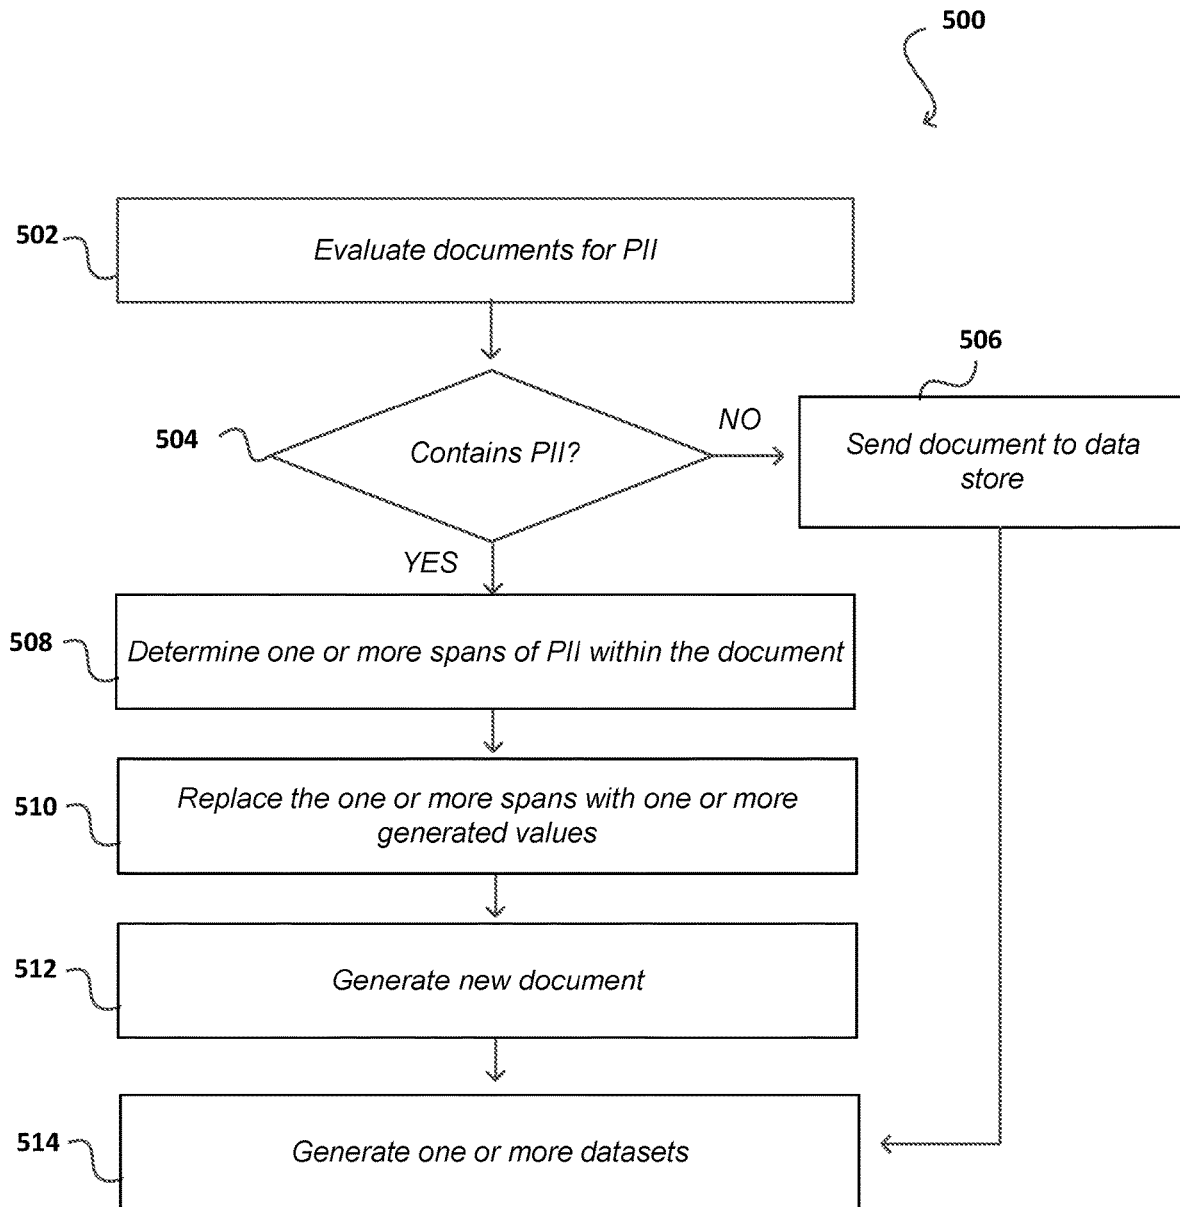 500
502
Evaluate documents for PII
506
504
Contains PII?
NO
Send document to data
store
YES
508
Determine one or more spans of PII within the document
510
Replace the one or more spans with one or more
generated values
512
Generate new document
514
Generate one or more datasets